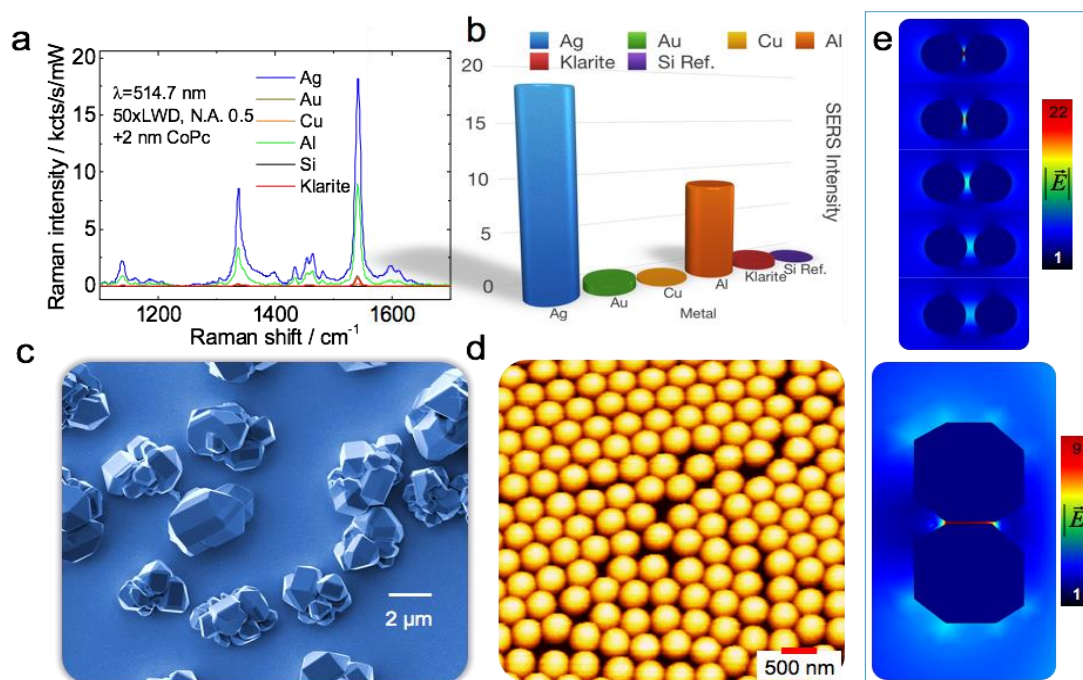 a
Raman intensity / kcts/s/mW
20
15
10
5
0
λ=514.7 nm
50xLWD, N.A. 0.5
+2 nm CoPc
Ag
Au
Cu
Al
Si
Klarite
1200
1400
1600
Raman shift / cm⁻¹
b
Ag
Au
Cu
Al
Klarite
Si Ref.
20
15
10
5
0
SERS Intensity
Ag
Au
Cu
Al
Klarite
Si Ref.
Metal
c
2 µm
d
500 nm
e
22
|E⃗|
1
9
|E⃗|
1